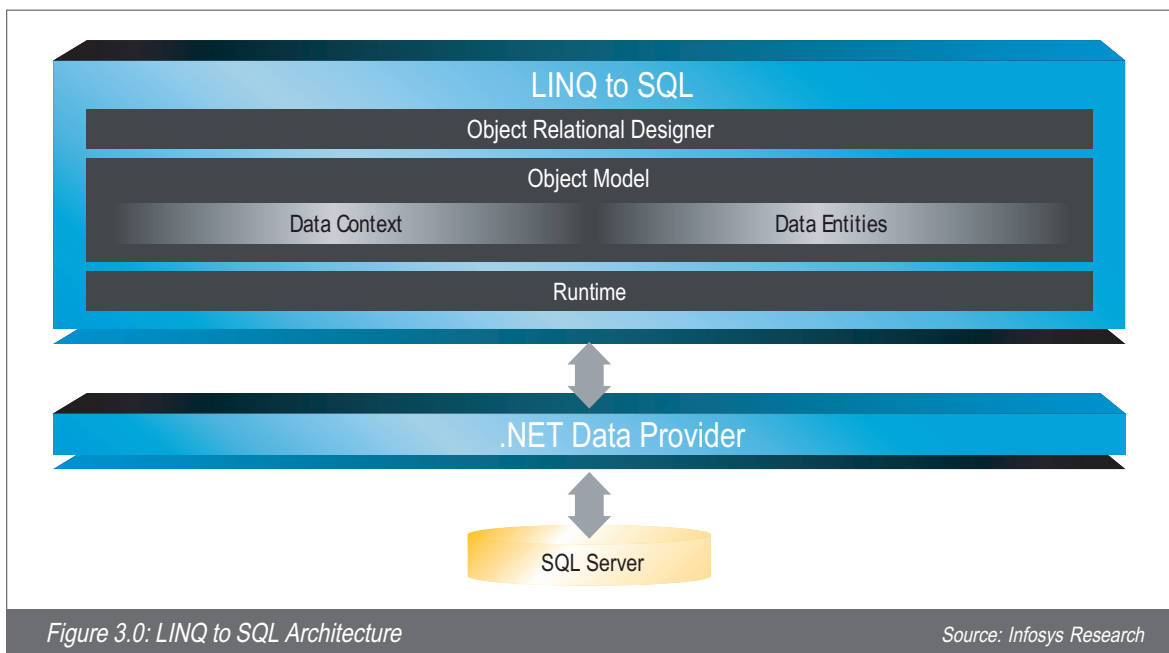 LINQ to SQL
Object Relational Designer
Object Model
Data Context
Data Entities
Runtime
.NET Data Provider
SQL Server
Figure 3.0: LINQ to SQL Architecture
Source: Infosys Research